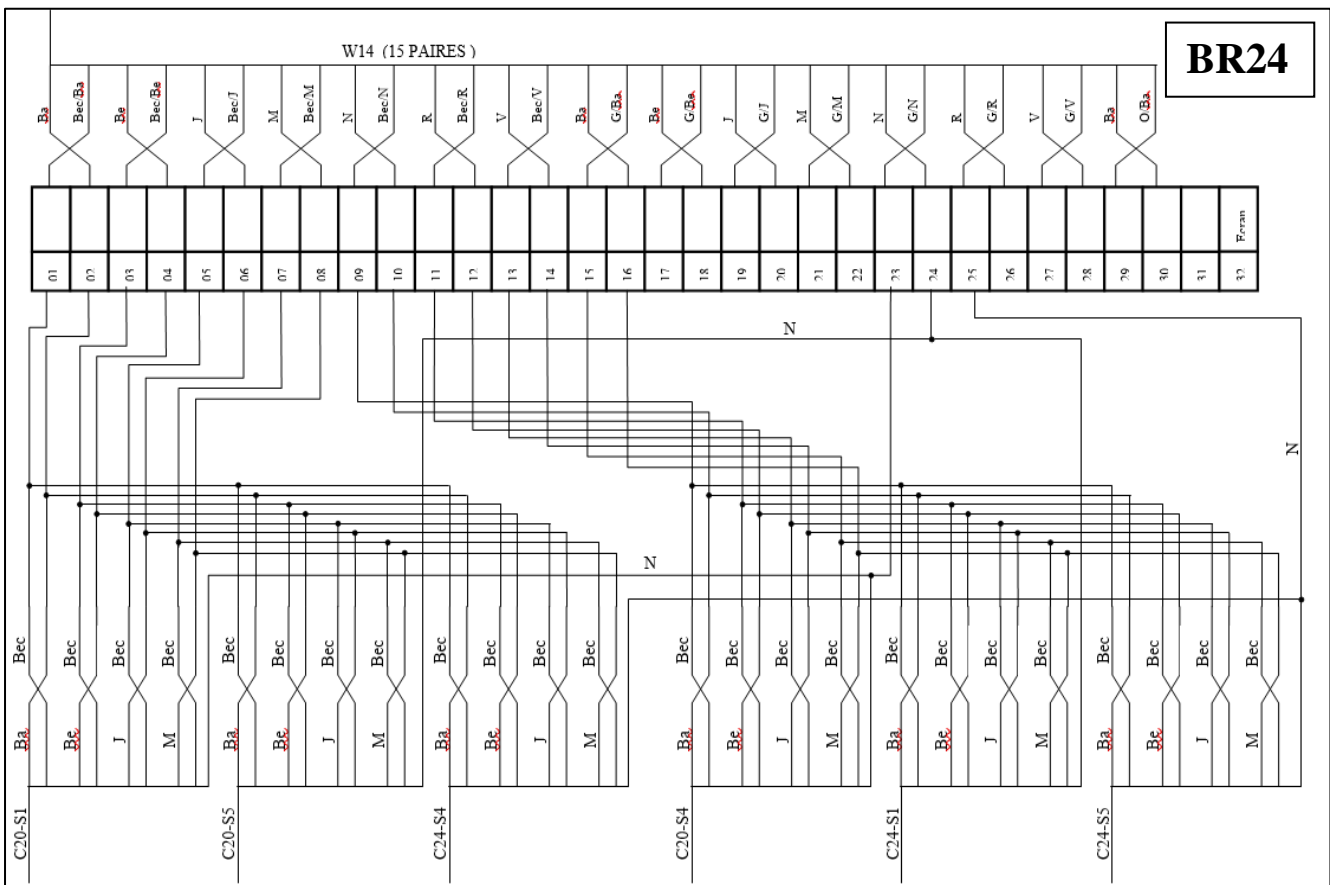 BR24
W14 (15 PAIRES )
Ba Bec/Ba Be Bec/Be J Bec/J M Bec/M N Bec/N R Bec/R V Bec/V Ba G/Ba Be G/Be J G/J M G/M N G/N R G/R V G/V Ba O/Ba
Ecran
01 02 03 04 05 06 07 08 09 10 11 12 13 14 15 16 17 18 19 20 21 22 23 24 25 26 27 28 29 30 31 32
N
N
N
Bec Bec Bec Bec Bec Bec Bec Bec Bec Bec Bec Bec Bec Bec Bec Bec Bec Bec Bec Bec Bec Bec Bec Bec
Ba Be J M Ba Be J M Ba Be J M Ba Be J M Ba Be J M Ba Be J M
C20-S1 C20-S5 C24-S4 C20-S4 C24-S1 C24-S5